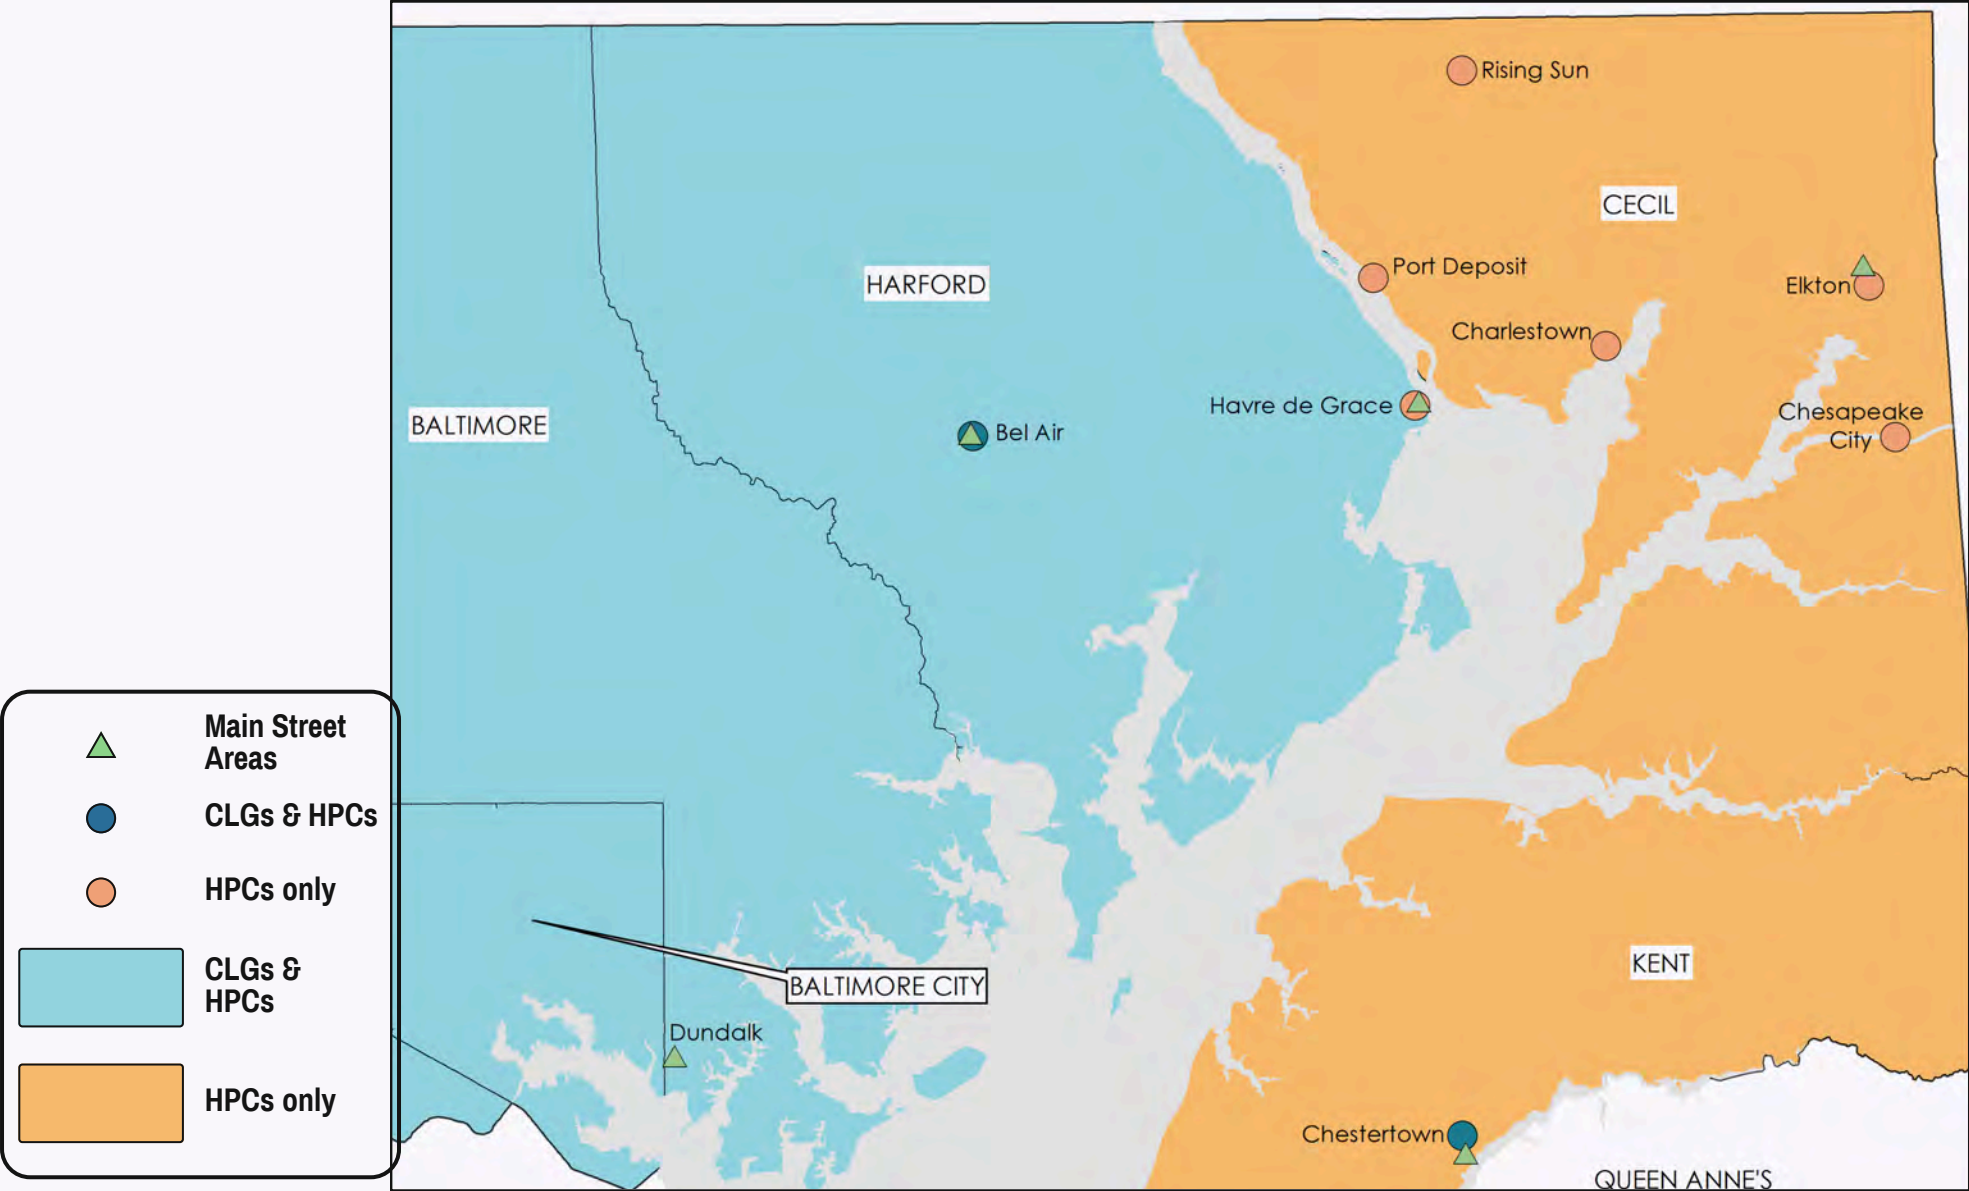 Rising Sun
CECIL
Port Deposit
HARFORD
Elkton
Charlestown
Havre de Grace
Chesapeake
City
BALTIMORE
Bel Air
Main Street
Areas
CLGs & HPCs
HPCs only
CLGs &
HPCs
HPCs only
KENT
BALTIMORE CITY
Dundalk
Chestertown
QUEEN ANNE'S